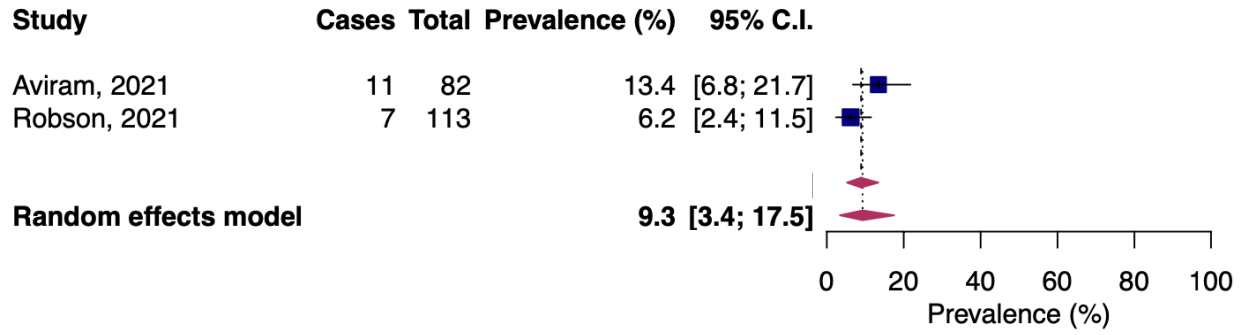 Study Cases Total Prevalence (%) 95% C.I.
Aviram, 2021 11 82 13.4 [6.8; 21.7]
Robson, 2021 7 113 6.2 [2.4; 11.5]
Random effects model 9.3 [3.4; 17.5]
0 20 40 60 80 100
Prevalence (%)